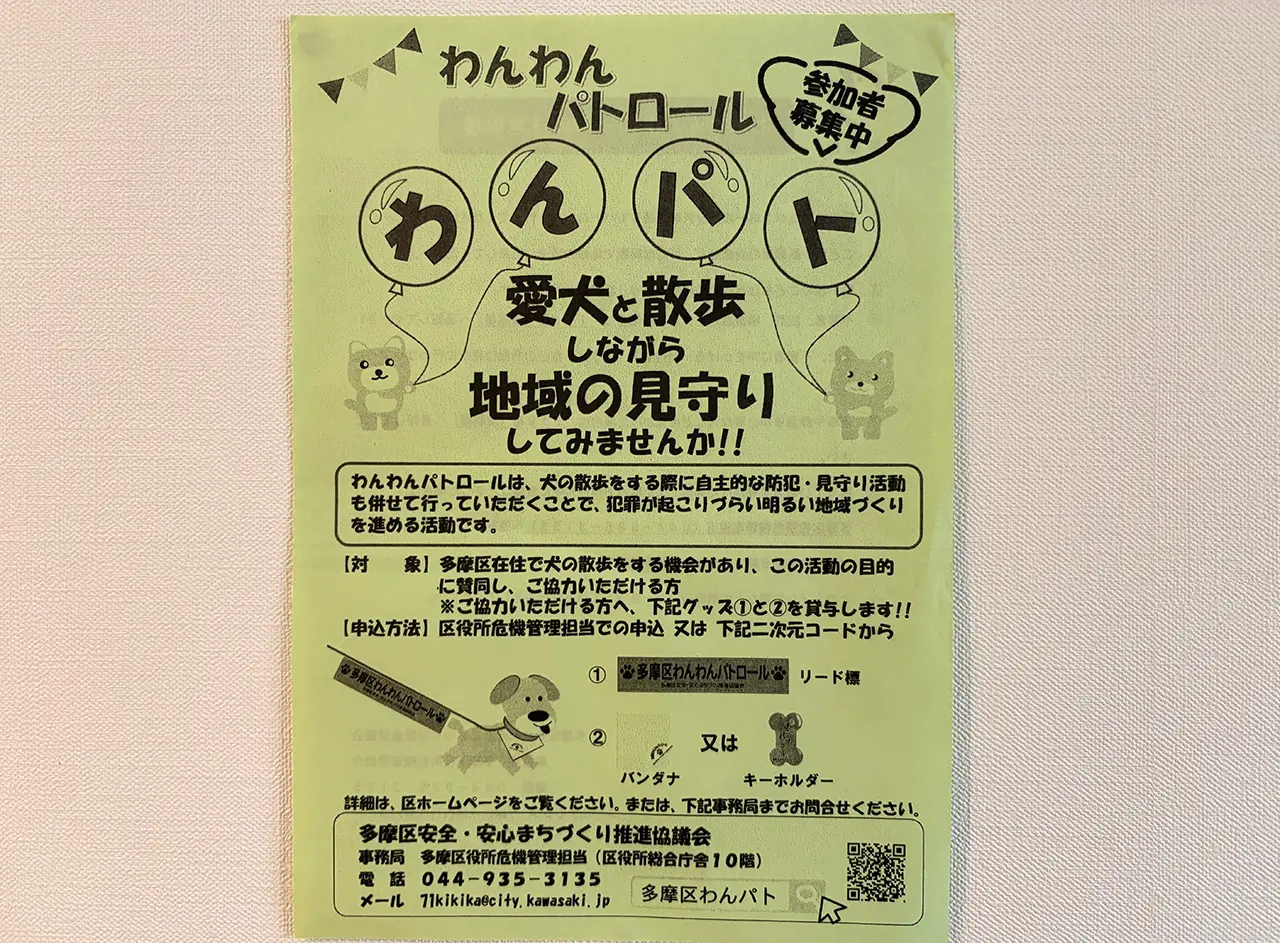 わんわん
パトロール
参加者
募集中
わんパト
愛犬と散歩
しながら
地域の見守り
してみませんか!!
わんわんパトロールは、犬の散歩をする際に自主的な防犯・見守り活動
も併せて行っていただくことで、犯罪が起こりづらい明るい地域づくり
を進める活動です。
【対　象】多摩区在住で犬の散歩をする機会があり、この活動の目的
に賛同し、ご協力いただける方
※ご協力いただける方へ、下記グッズ①と②を貸与します!!
【申込方法】区役所危機管理担当での申込 又は 下記二次元コードから
多摩区わんわんパトロール
① 多摩区わんわんパトロール リード標
② 又は
バンダナ キーホルダー
詳細は、区ホームページをご覧ください。または、下記事務局までお問合せください。
多摩区安全・安心まちづくり推進協議会
事務局 多摩区役所危機管理担当（区役所総合庁舎１０階）
電 話 ０４４－９３５－３１３５
メール 71kikika@city.kawasaki.jp
多摩区わんパト